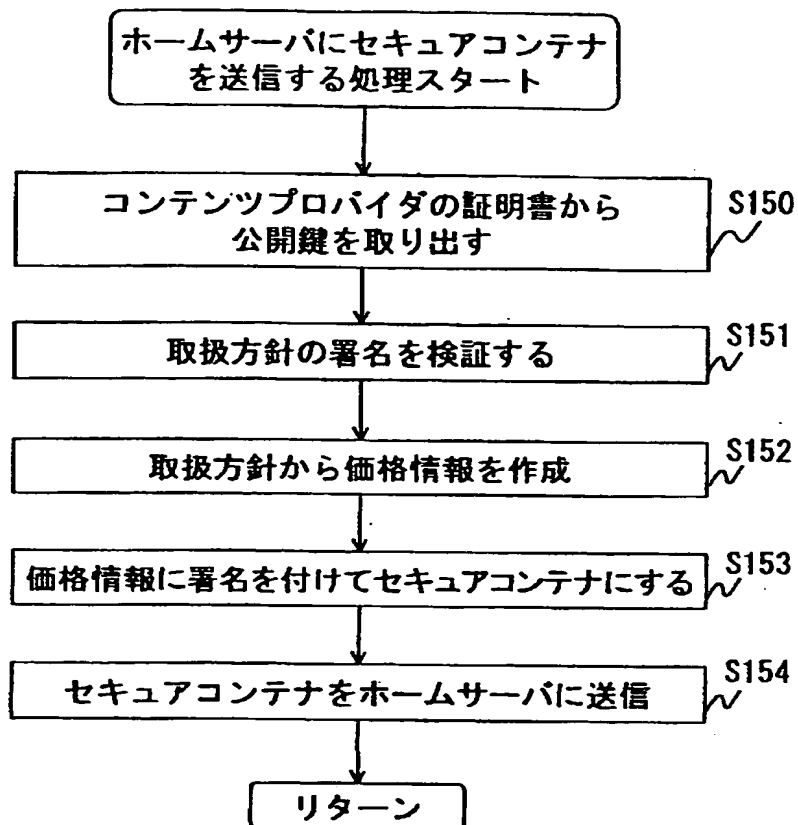 ホームサーバにセキュアコンテナ
を送信する処理スタート
コンテンツプロバイダの証明書から
公開鍵を取り出す
S150
取扱方針の署名を検証する
S151
取扱方針から価格情報を作成
S152
価格情報に署名を付けてセキュアコンテナにする
S153
セキュアコンテナをホームサーバに送信
S154
リターン